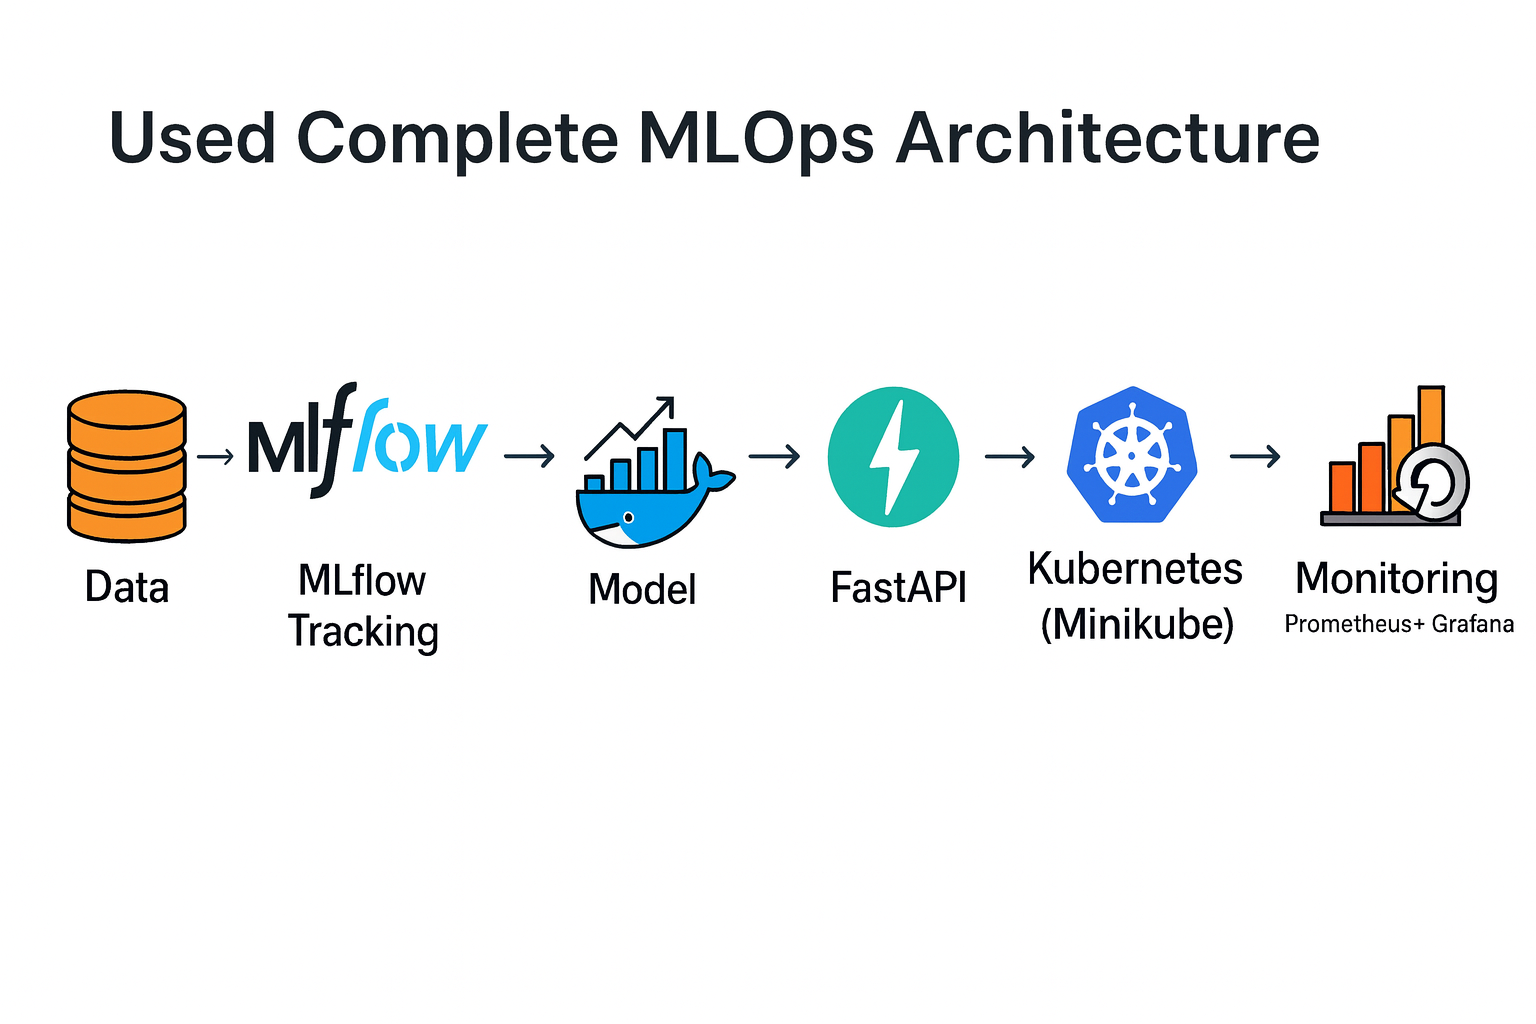 Used Complete MLOps Architecture
Mlflow
Data
MLflow
Tracking
Model
FastAPI
Kubernetes
(Minikube)
Monitoring
Prometheus+ Grafana